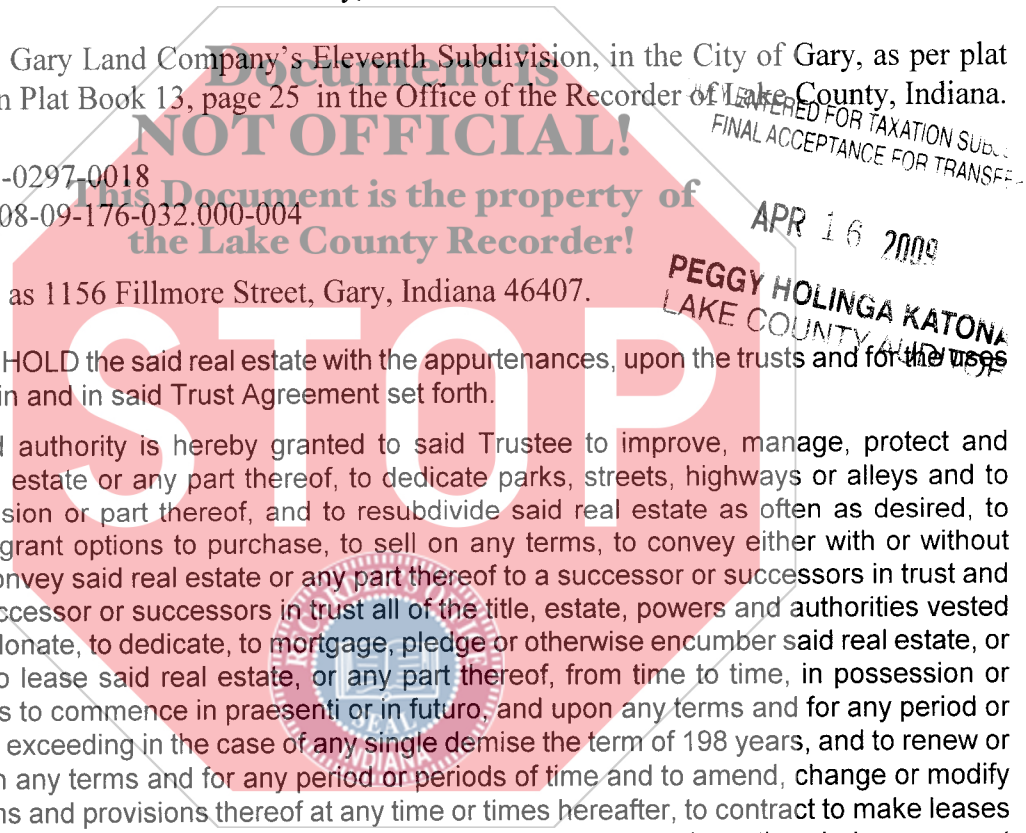 Gary Land Company's Eleventh Subdivision, in the City of Gary, as per plat
n Plat Book 13, page 25 in the Office of the Recorder of Lake County, Indiana.
Document is
NOT OFFICIAL!
This Document is the property of
the Lake County Recorder!
ENTERED FOR TAXATION
FINAL ACCEPTANCE FOR TRANSFE
APR 16 2009
PEGGY HOLINGA KATONA
LAKE COUNTY AUDITOR
-0297-0018
08-09-176-032.000-004
as 1156 Fillmore Street, Gary, Indiana 46407.
STOP
HOLD the said real estate with the appurtenances, upon the trusts and for the uses
in and in said Trust Agreement set forth.
d authority is hereby granted to said Trustee to improve, manage, protect and
estate or any part thereof, to dedicate parks, streets, highways or alleys and to
sion or part thereof, and to resubdivide said real estate as often as desired, to
grant options to purchase, to sell on any terms, to convey either with or without
onvey said real estate or any part thereof to a successor or successors in trust and
ccessor or successors in trust all of the title, estate, powers and authorities vested
lonate, to dedicate, to mortgage, pledge or otherwise encumber said real estate, or
o lease said real estate, or any part thereof, from time to time, in possession or
s to commence in praesenti or in futuro, and upon any terms and for any period or
exceeding in the case of any single demise the term of 198 years, and to renew or
n any terms and for any period or periods of time and to amend, change or modify
ns and provisions thereof at any time or times hereafter, to contract to make leases
RECORDER'S OFFICE
SEAL
INDIANA